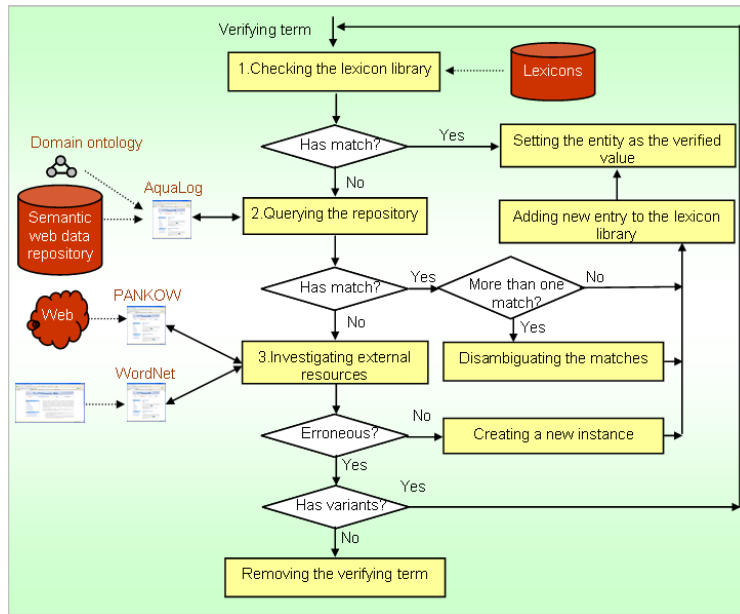 Verifying term
1.Checking the lexicon library
Lexicons
Has match?
Yes
Setting the entity as the verified
value
No
Domain ontology
AquaLog
Semantic
web data
repository
2.Querying the repository
Adding new entry to the lexicon
library
Has match?
Yes
More than one
match?
No
No
Yes
PANKOW
Web
3.Investigating external
resources
Disambiguating the matches
WordNet
Erroneous?
No
Creating a new instance
Yes
Has variants?
Yes
No
Removing the verifying term